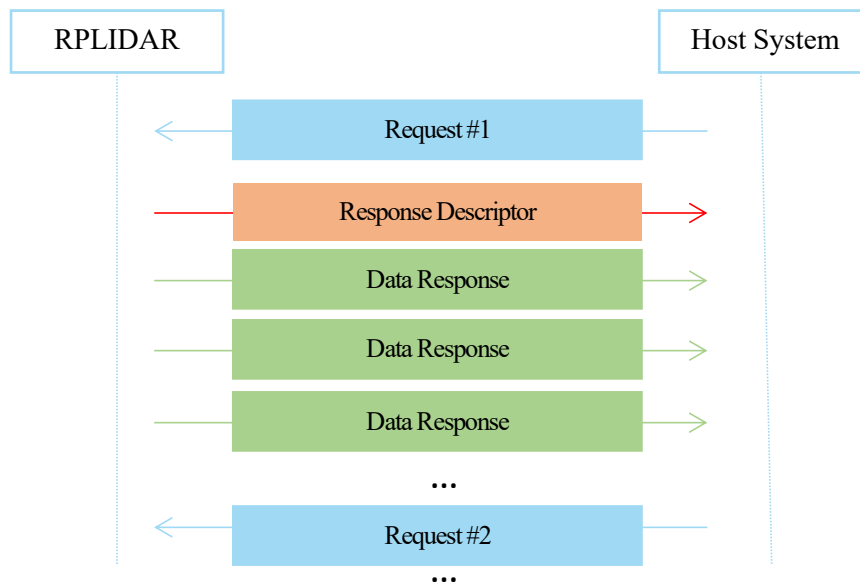 RPLIDAR
Host System
Request #1
Response Descriptor
Data Response
Data Response
Data Response
...
Request #2
...